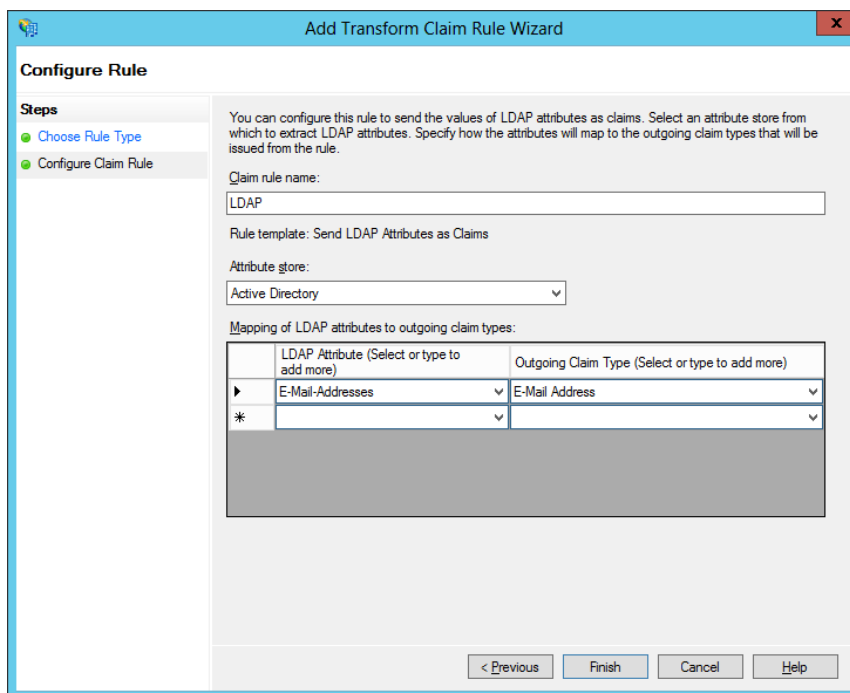 Add Transform Claim Rule Wizard
x
Configure Rule
Steps
Choose Rule Type
Configure Claim Rule
You can configure this rule to send the values of LDAP attributes as claims. Select an attribute store from
which to extract LDAP attributes. Specify how the attributes will map to the outgoing claim types that will be
issued from the rule.
Claim rule name:
LDAP
Rule template: Send LDAP Attributes as Claims
Attribute store:
Active Directory
Mapping of LDAP attributes to outgoing claim types:
LDAP Attribute (Select or type to
add more)
Outgoing Claim Type (Select or type to add more)
E-Mail-Addresses
E-Mail Address
< Previous
Finish
Cancel
Help